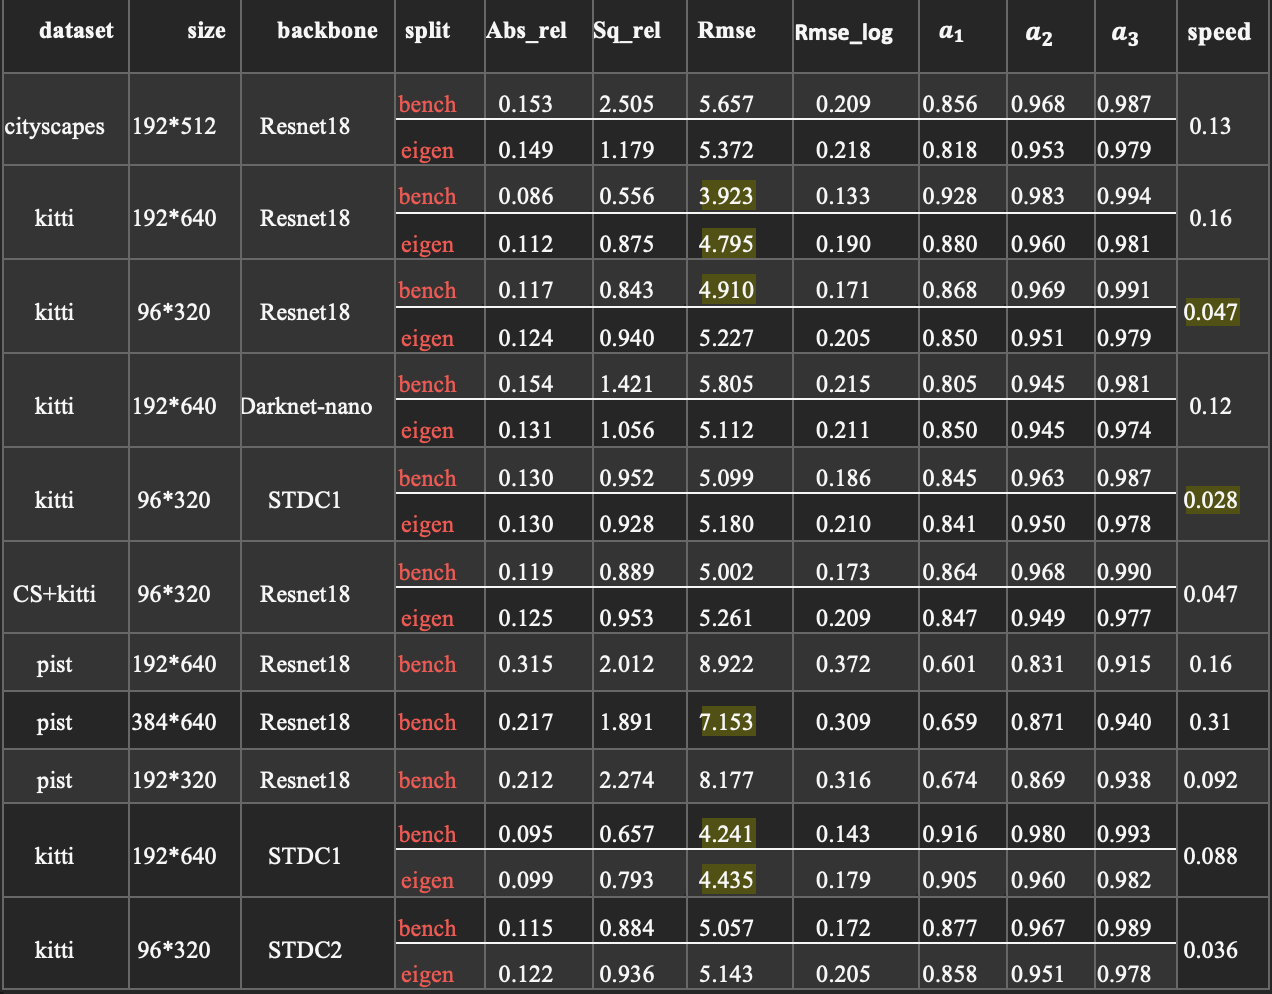 dataset size backbone split Abs_rel Sq_rel Rmse Rmse_log a1 a2 a3 speed
cityscapes 192*512 Resnet18 bench 0.153 2.505 5.657 0.209 0.856 0.968 0.987 0.13
eigen 0.149 1.179 5.372 0.218 0.818 0.953 0.979
kitti 192*640 Resnet18 bench 0.086 0.556 3.923 0.133 0.928 0.983 0.994 0.16
eigen 0.112 0.875 4.795 0.190 0.880 0.960 0.981
kitti 96*320 Resnet18 bench 0.117 0.843 4.910 0.171 0.868 0.969 0.991 0.047
eigen 0.124 0.940 5.227 0.205 0.850 0.951 0.979
kitti 192*640 Darknet-nano bench 0.154 1.421 5.805 0.215 0.805 0.945 0.981 0.12
eigen 0.131 1.056 5.112 0.211 0.850 0.945 0.974
kitti 96*320 STDC1 bench 0.130 0.952 5.099 0.186 0.845 0.963 0.987 0.028
eigen 0.130 0.928 5.180 0.210 0.841 0.950 0.978
CS+kitti 96*320 Resnet18 bench 0.119 0.889 5.002 0.173 0.864 0.968 0.990 0.047
eigen 0.125 0.953 5.261 0.209 0.847 0.949 0.977
pist 192*640 Resnet18 bench 0.315 2.012 8.922 0.372 0.601 0.831 0.915 0.16
pist 384*640 Resnet18 bench 0.217 1.891 7.153 0.309 0.659 0.871 0.940 0.31
pist 192*320 Resnet18 bench 0.212 2.274 8.177 0.316 0.674 0.869 0.938 0.092
kitti 192*640 STDC1 bench 0.095 0.657 4.241 0.143 0.916 0.980 0.993 0.088
eigen 0.099 0.793 4.435 0.179 0.905 0.960 0.982
kitti 96*320 STDC2 bench 0.115 0.884 5.057 0.172 0.877 0.967 0.989 0.036
eigen 0.122 0.936 5.143 0.205 0.858 0.951 0.978